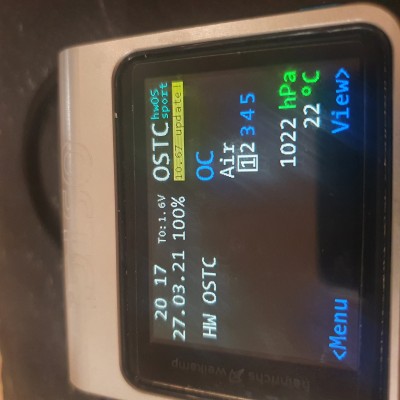 20 17 To:1.6V OSTC hwOS sport
27.03.21 100% 10.67 update!
HW OSTC OC
Air
1 2 3 4 5
1022 hPa
22 °C
<Menu View>
heinrichs weikamp